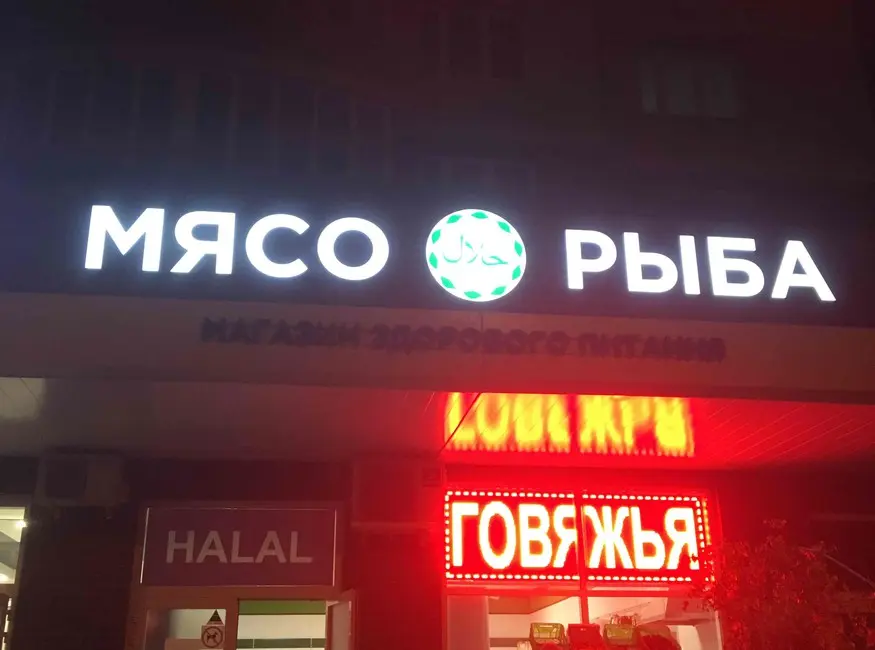 МЯСО حلال РЫБА
МАГАЗИН ЗДОРОВОГО ПИТАНИЯ
HALAL
ГОВЯЖЬЯ